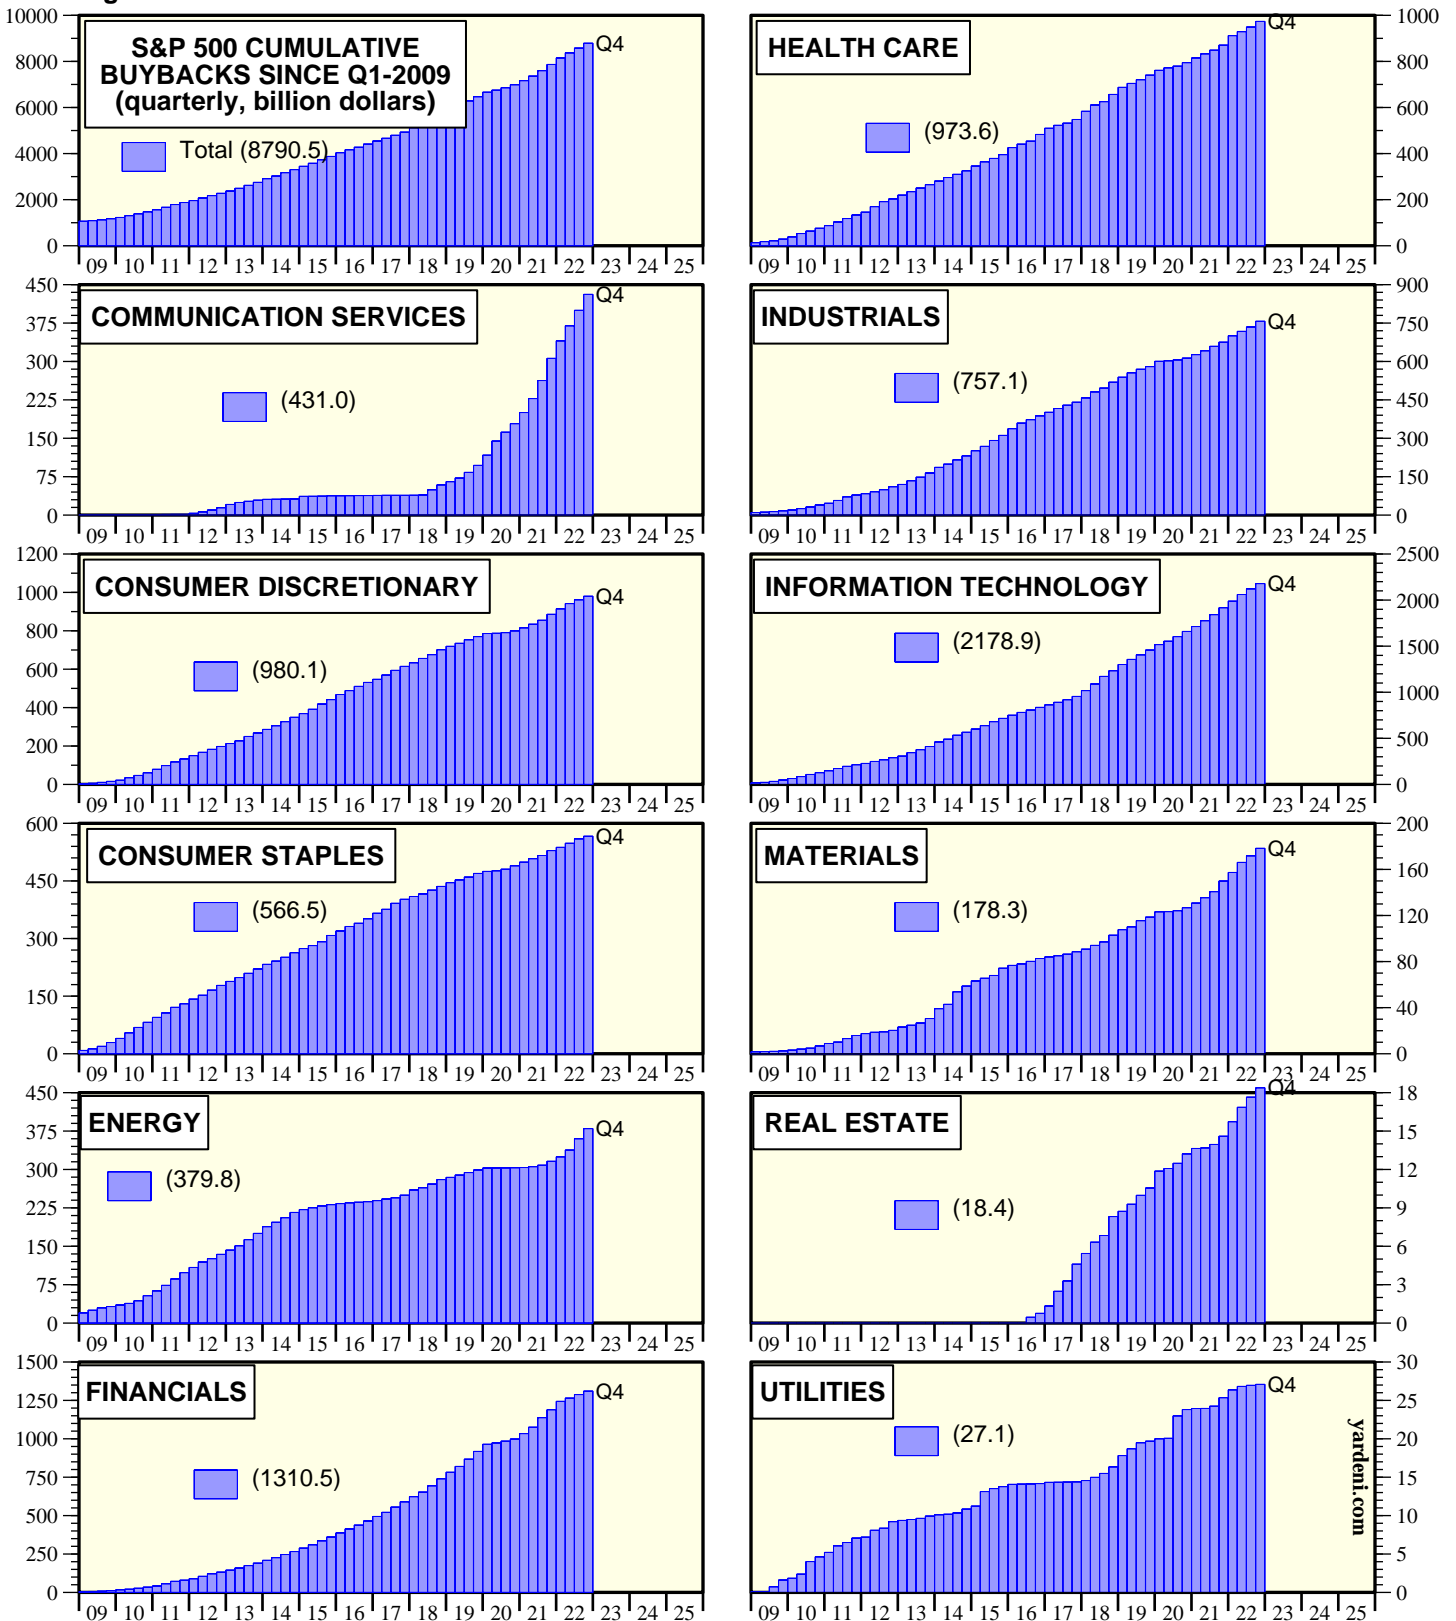 S&P 500 CUMULATIVE
BUYBACKS SINCE Q1-2009
(quarterly, billion dollars)
Total (8790.5)
Q4
10000
8000
6000
4000
2000
0
09 10 11 12 13 14 15 16 17 18 19 20 21 22 23 24 25
HEALTH CARE
(973.6)
Q4
1000
800
600
400
200
0
09 10 11 12 13 14 15 16 17 18 19 20 21 22 23 24 25
COMMUNICATION SERVICES
(431.0)
Q4
450
375
300
225
150
75
0
09 10 11 12 13 14 15 16 17 18 19 20 21 22 23 24 25
INDUSTRIALS
(757.1)
Q4
900
750
600
450
300
150
0
09 10 11 12 13 14 15 16 17 18 19 20 21 22 23 24 25
CONSUMER DISCRETIONARY
(980.1)
Q4
1200
1000
800
600
400
200
0
09 10 11 12 13 14 15 16 17 18 19 20 21 22 23 24 25
INFORMATION TECHNOLOGY
(2178.9)
Q4
2500
2000
1500
1000
500
0
09 10 11 12 13 14 15 16 17 18 19 20 21 22 23 24 25
CONSUMER STAPLES
(566.5)
Q4
600
450
300
150
0
09 10 11 12 13 14 15 16 17 18 19 20 21 22 23 24 25
MATERIALS
(178.3)
Q4
200
160
120
80
40
0
09 10 11 12 13 14 15 16 17 18 19 20 21 22 23 24 25
ENERGY
(379.8)
Q4
450
375
300
225
150
75
0
09 10 11 12 13 14 15 16 17 18 19 20 21 22 23 24 25
REAL ESTATE
(18.4)
Q4
18
15
12
9
6
3
0
09 10 11 12 13 14 15 16 17 18 19 20 21 22 23 24 25
FINANCIALS
(1310.5)
Q4
1500
1250
1000
750
500
250
0
09 10 11 12 13 14 15 16 17 18 19 20 21 22 23 24 25
UTILITIES
(27.1)
Q4
30
25
20
15
10
5
0
09 10 11 12 13 14 15 16 17 18 19 20 21 22 23 24 25
yardeni.com